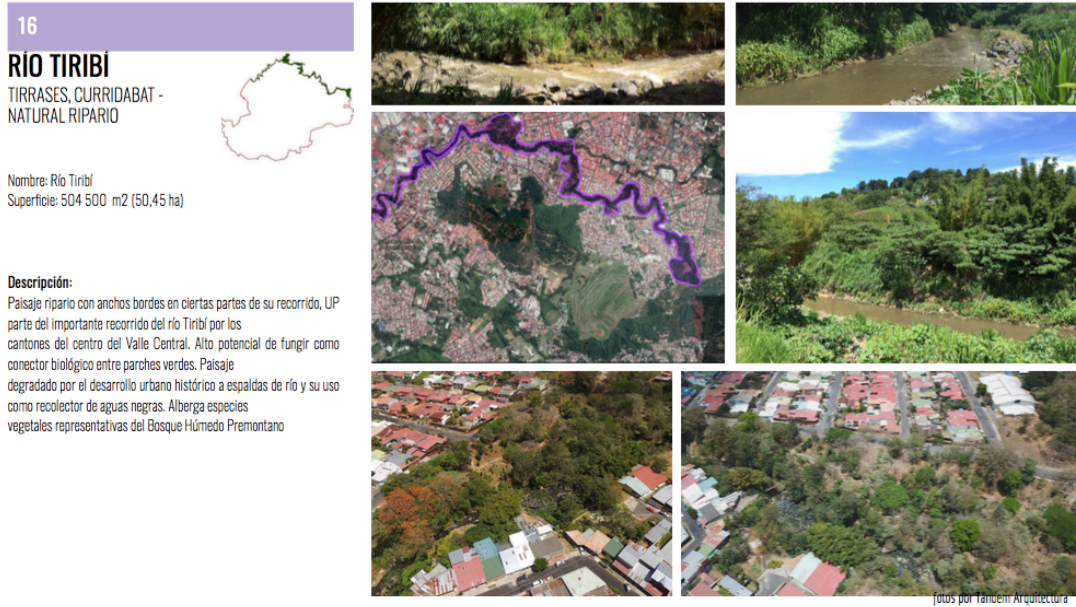 16
RÍO TIRIBÍ
TIRRASES, CURRIDABAT -
NATURAL RIPARIO
Nombre: Río Tiribí
Superficie: 504 500 m2 (50,45 ha)
Descripción:
Paisaje ripario con anchos bordes en ciertas partes de su recorrido, UP
parte del importante recorrido del río Tiribí por los
cantones del centro del Valle Central. Alto potencial de fungir como
conector biológico entre parches verdes. Paisaje
degradado por el desarrollo urbano histórico a espaldas de río y su uso
como recolector de aguas negras. Alberga especies
vegetales representativas del Bosque Húmedo Premontano
fotos por Tándem Arquitectura